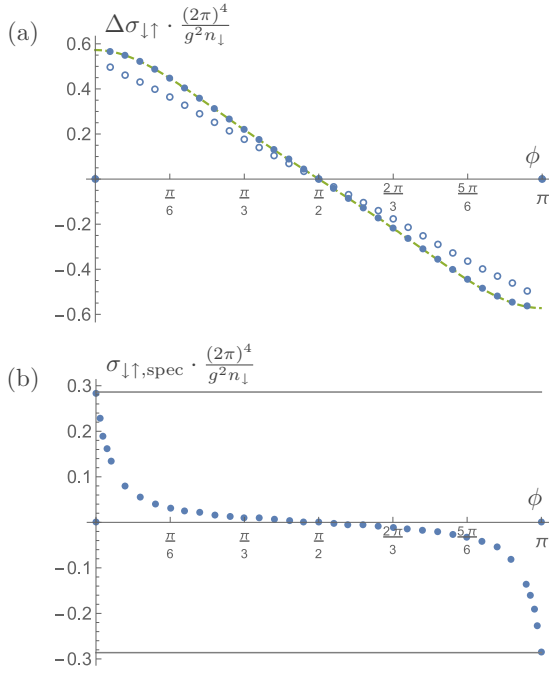 (a) Δσ↓↑ · (2π)⁴/g²n↓
0.6
0.4
0.2
ϕ
π/6 π/3 π/2 2π/3 5π/6 π
−0.2
−0.4
−0.6
(b) σ↓↑,spec · (2π)⁴/g²n↓
0.3
0.2
0.1
ϕ
π/6 π/3 π/2 2π/3 5π/6 π
−0.1
−0.2
−0.3